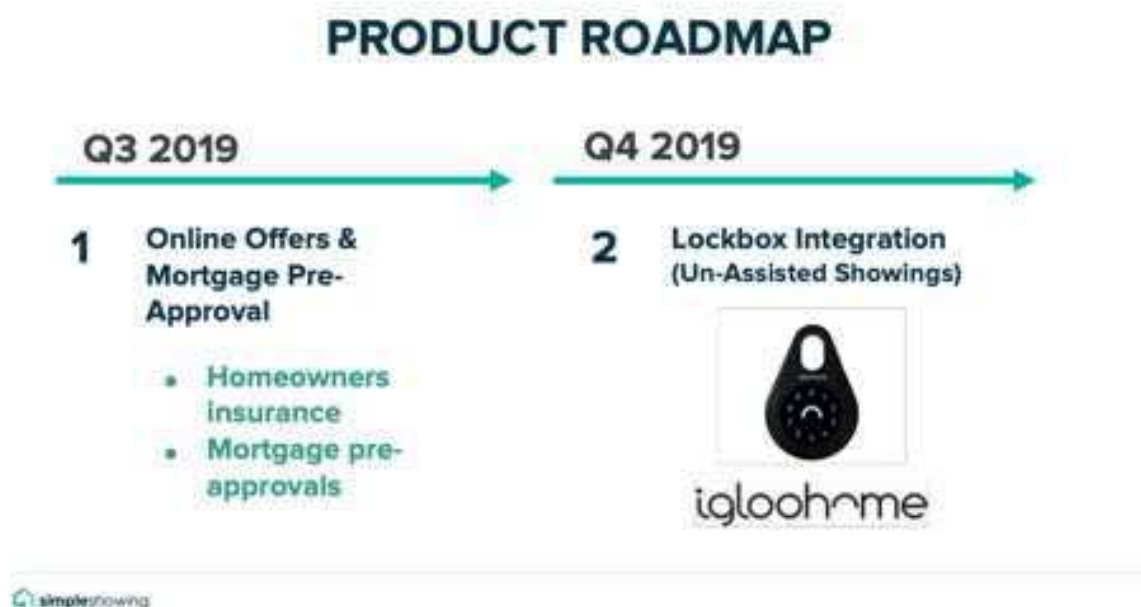 PRODUCT ROADMAP
Q3 2019
Q4 2019
1
Online Offers &
Mortgage Pre-
Approval
• Homeowners
insurance
• Mortgage pre-
approvals
2
Lockbox Integration
(Un-Assisted Showings)
igloohome
simpleshowing